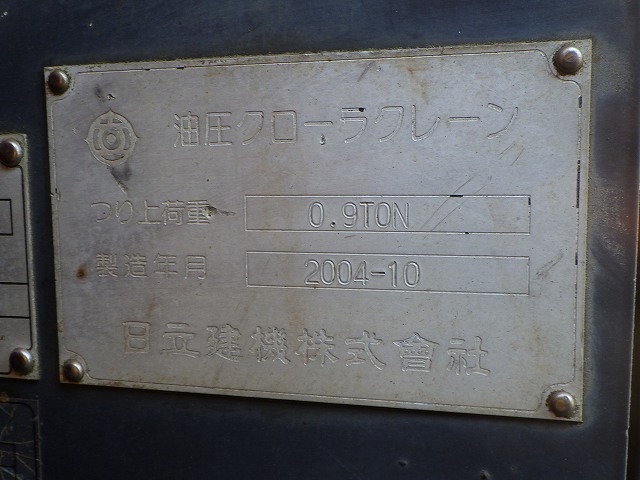 油圧クローラクレーン
つり上荷重 0.9TON
製造年月 2004-10
日立建機株式會社